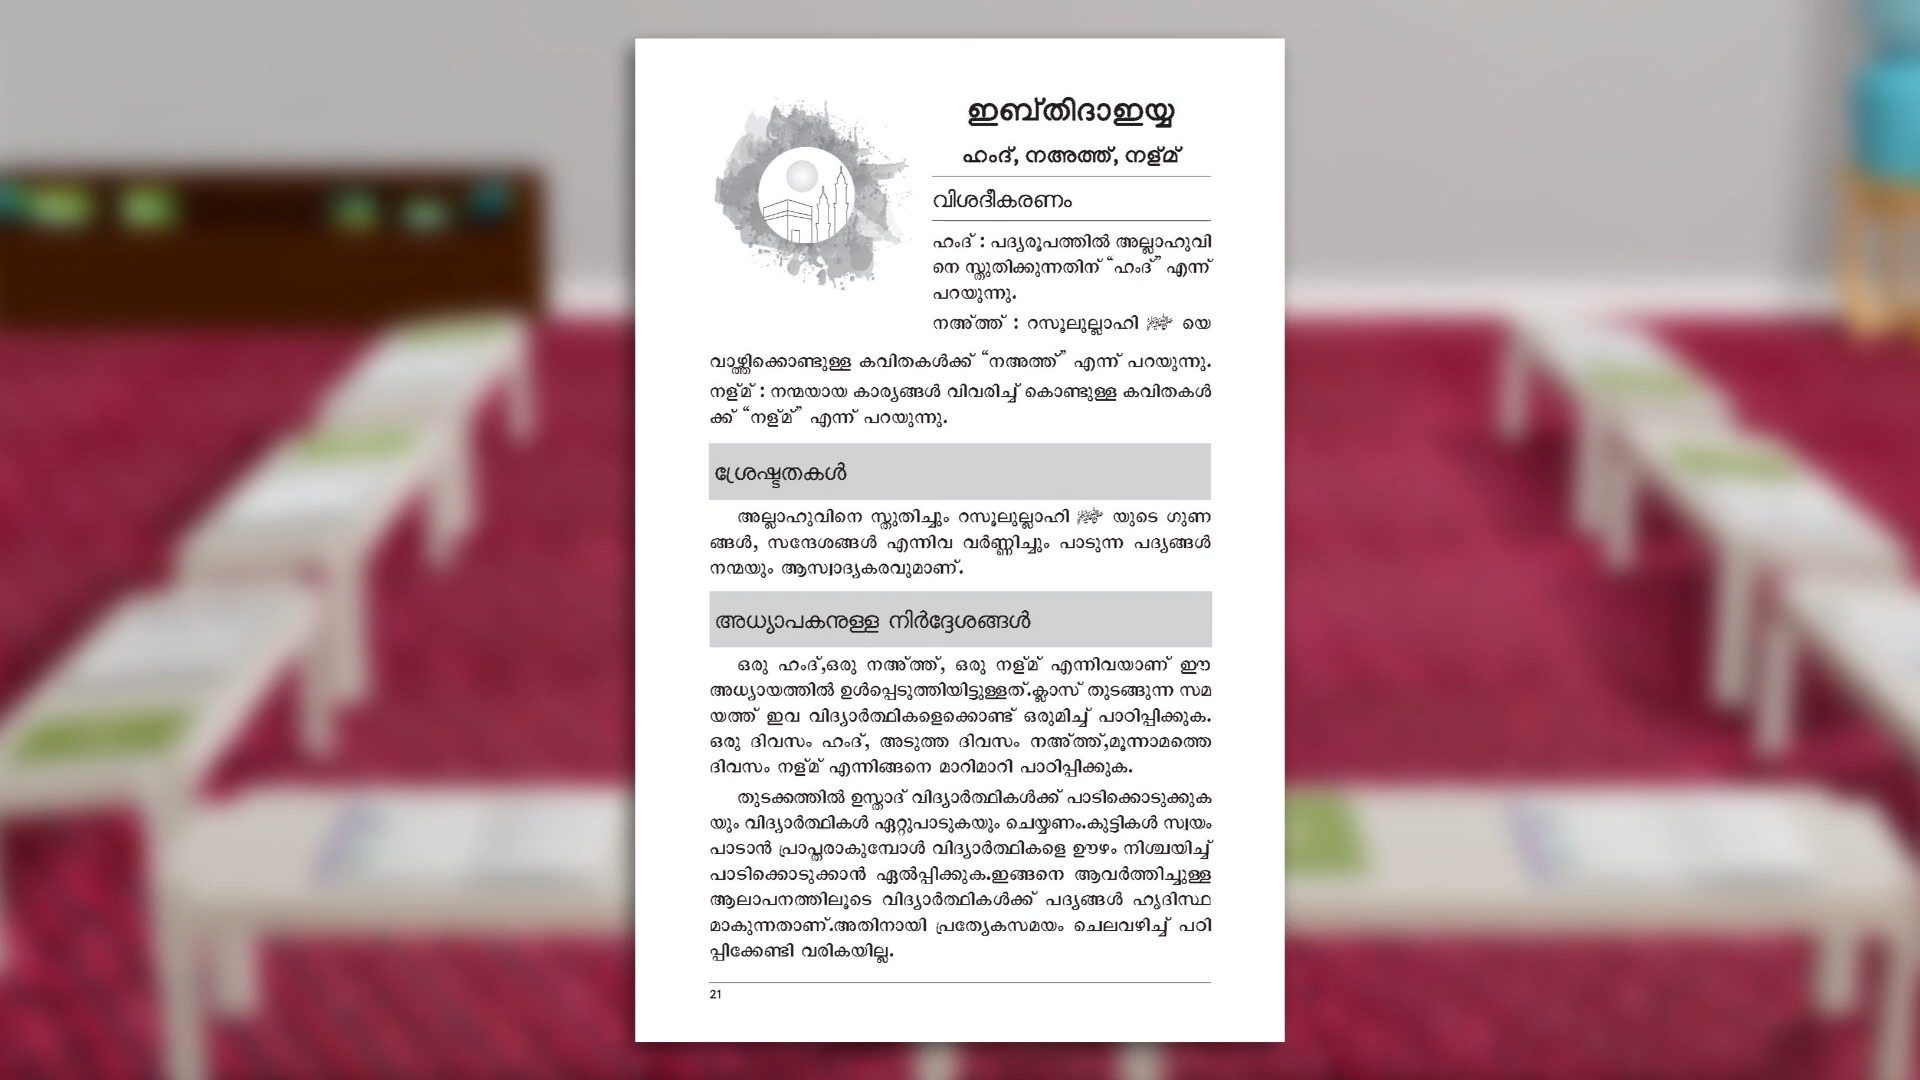 ഇബ്തിദാഇയ്യ
ഹംദ്, നഅത്ത്, നള്മ്
വിശദീകരണം
ഹംദ് : പദ്യരൂപത്തിൽ അല്ലാഹുവി
നെ സ്തുതിക്കുന്നതിന് “ഹംദ്” എന്ന്
പറയുന്നു.
നഅ്ത്ത് : റസൂലുല്ലാഹി ﷺ യെ
വാഴ്ത്തിക്കൊണ്ടുള്ള കവിതകൾക്ക് “നഅത്ത്” എന്ന് പറയുന്നു.
നള്മ് : നന്മയായ കാര്യങ്ങൾ വിവരിച്ച് കൊണ്ടുള്ള കവിതകൾ
ക്ക് “നള്മ്” എന്ന് പറയുന്നു.
ശ്രേഷ്ടതകൾ
അല്ലാഹുവിനെ സ്തുതിച്ചും റസൂലുല്ലാഹി ﷺ യുടെ ഗുണ
ങ്ങൾ, സന്ദേശങ്ങൾ എന്നിവ വർണ്ണിച്ചും പാടുന്ന പദ്യങ്ങൾ
നന്മയും ആസ്വാദ്യകരവുമാണ്.
അധ്യാപകനുള്ള നിർദ്ദേശങ്ങൾ
ഒരു ഹംദ്,ഒരു നഅ്ത്ത്, ഒരു നള്മ് എന്നിവയാണ് ഈ
അധ്യായത്തിൽ ഉൾപ്പെടുത്തിയിട്ടുള്ളത്.ക്ലാസ് തുടങ്ങുന്ന സമ
യത്ത് ഇവ വിദ്യാർത്ഥികളെക്കൊണ്ട് ഒരുമിച്ച് പാഠിപ്പിക്കുക.
ഒരു ദിവസം ഹംദ്, അടുത്ത ദിവസം നഅ്ത്ത്,മൂന്നാമത്തെ
ദിവസം നള്മ് എന്നിങ്ങനെ മാറിമാറി പാഠിപ്പിക്കുക.
തുടക്കത്തിൽ ഉസ്താദ് വിദ്യാർത്ഥികൾക്ക് പാടിക്കൊടുക്കുക
യും വിദ്യാർത്ഥികൾ ഏറ്റുപാടുകയും ചെയ്യണം.കുട്ടികൾ സ്വയം
പാടാൻ പ്രാപ്തരാകുമ്പോൾ വിദ്യാർത്ഥികളെ ഊഴം നിശ്ചയിച്ച്
പാടിക്കൊടുക്കാൻ ഏൽപ്പിക്കുക.ഇങ്ങനെ ആവർത്തിച്ചുള്ള
ആലാപനത്തിലൂടെ വിദ്യാർത്ഥികൾക്ക് പദ്യങ്ങൾ ഹൃദിസ്ഥ
മാകുന്നതാണ്.അതിനായി പ്രത്യേകസമയം ചെലവഴിച്ച് പഠി
പ്പിക്കേണ്ടി വരികയില്ല.
21